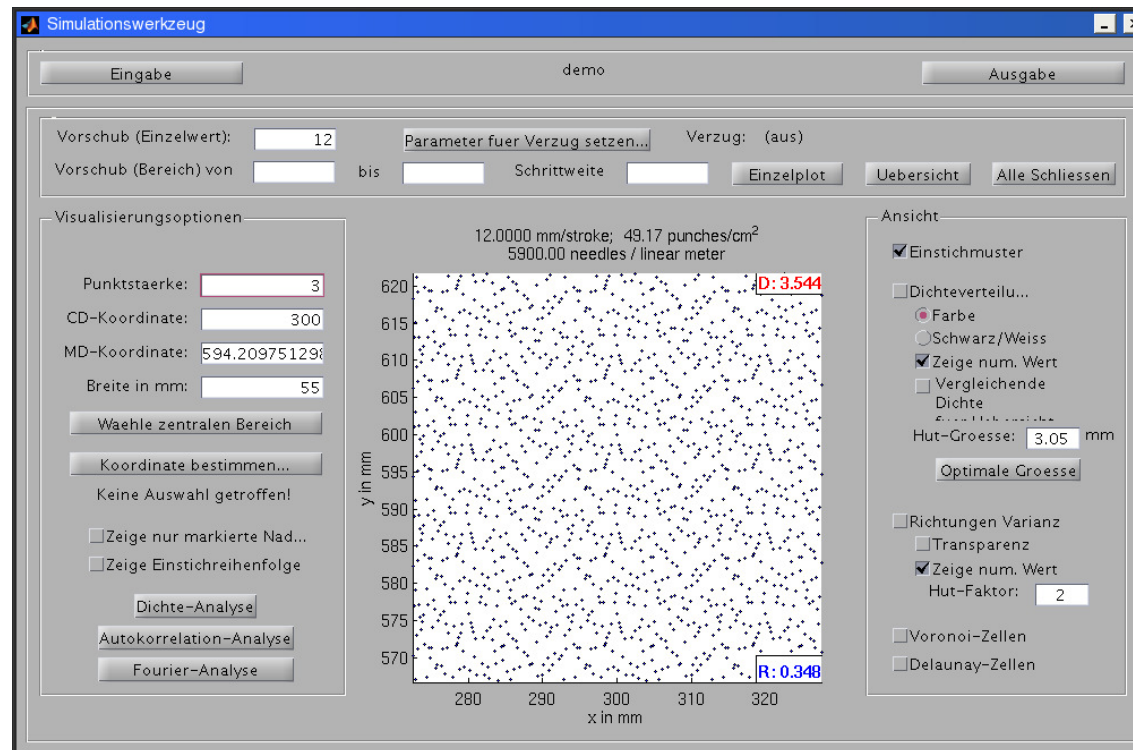 Simulationswerkzeug
Eingabe
demo
Ausgabe
Vorschub (Einzelwert): 12
Parameter fuer Verzug setzen...
Verzug: (aus)
Vorschub (Bereich) von
bis
Schrittweite
Einzelplot
Uebersicht
Alle Schliessen
Visualisierungsoptionen
Punktstaerke: 3
CD-Koordinate: 300
MD-Koordinate: 594.20975129
Breite in mm: 55
Waehle zentralen Bereich
Koordinate bestimmen...
Keine Auswahl getroffen!
Zeige nur markierte Nad...
Zeige Einstichreihenfolge
Dichte-Analyse
Autokorrelation-Analyse
Fourier-Analyse
12.0000 mm/stroke; 49.17 punches/cm²
5900.00 needles / linear meter
D: 3.544
620
615
610
605
600
595
590
585
580
575
570
y in mm
R: 0.348
280 290 300 310 320
x in mm
Ansicht
Einstichmuster
Dichteverteilu...
Farbe
Schwarz/Weiss
Zeige num. Wert
Vergleichende
Dichte
Hut-Groesse: 3.05 mm
Optimale Groesse
Richtungen Varianz
Transparenz
Zeige num. Wert
Hut-Faktor: 2
Voronoi-Zellen
Delaunay-Zellen